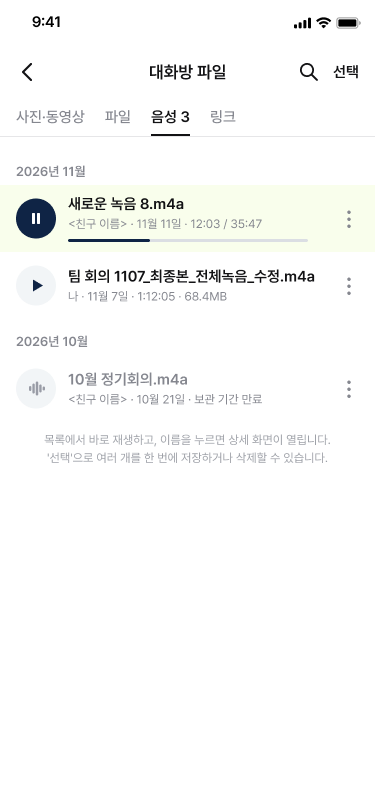 9:41
대화방 파일
선택
사진·동영상 파일 음성 3 링크
2026년 11월
새로운 녹음 8.m4a
<친구 이름> · 11월 11일 · 12:03 / 35:47
팀 회의 1107_최종본_전체녹음_수정.m4a
나 · 11월 7일 · 1:12:05 · 68.4MB
2026년 10월
10월 정기회의.m4a
<친구 이름> · 10월 21일 · 보관 기간 만료
목록에서 바로 재생하고, 이름을 누르면 상세 화면이 열립니다.
'선택'으로 여러 개를 한 번에 저장하거나 삭제할 수 있습니다.